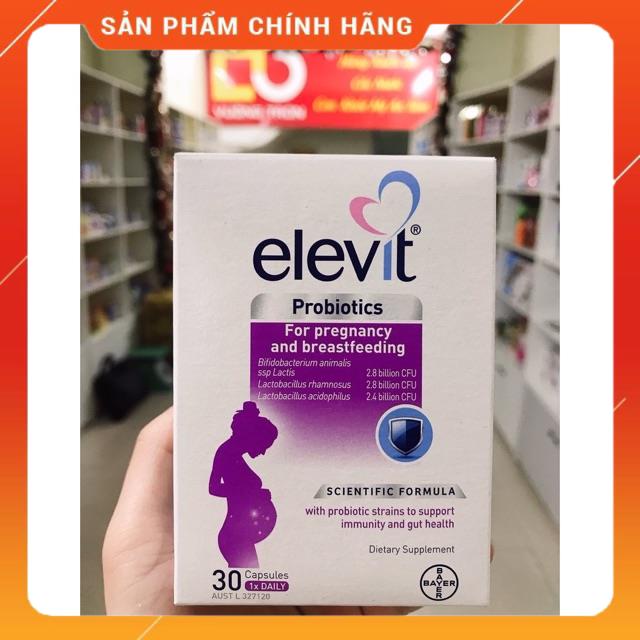 SẢN PHẨM CHÍNH HÃNG
elevit®
Probiotics
For pregnancy
and breastfeeding
Bifidobacterium animalis
ssp Lactis 2.8 billion CFU
Lactobacillus rhamnosus 2.8 billion CFU
Lactobacillus acidophilus 2.4 billion CFU
SCIENTIFIC FORMULA
with probiotic strains to support
immunity and gut health
Dietary Supplement
30 Capsules
1x DAILY
AUST L 327120
BAYER
BAYER